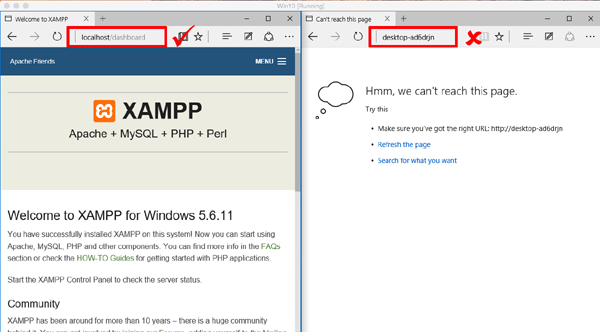 Win10 [Running]
Welcome to XAMPP
localhost/dashboard
Apache Friends
MENU
XAMPP
Apache + MySQL + PHP + Perl
Welcome to XAMPP for Windows 5.6.11
You have successfully installed XAMPP on this system! Now you can start using
Apache, MySQL, PHP and other components. You can find more info in the FAQs
section or check the HOW-TO Guides for getting started with PHP applications.
Start the XAMPP Control Panel to check the server status.
Community
XAMPP has been around for more than 10 years – there is a huge community
Can't reach this page
desktop-ad6drjn
Hmm, we can't reach this page.
Try this
• Make sure you've got the right URL: http://desktop-ad6drjn
• Refresh the page
• Search for what you want